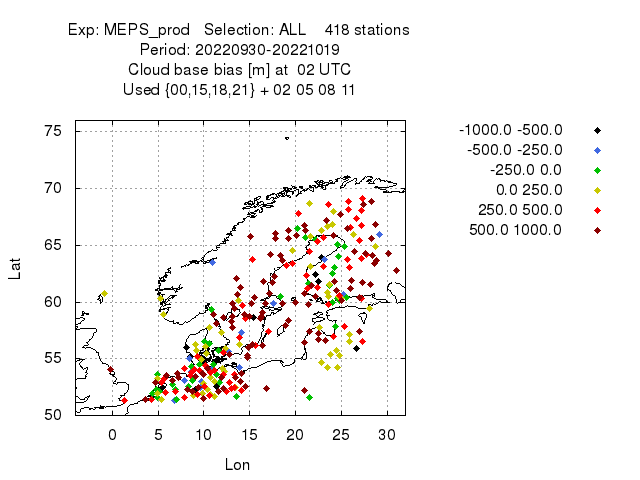 Exp: MEPS_prod   Selection: ALL    418 stations
Period: 20220930-20221019
Cloud base bias [m] at  02 UTC
Used {00,15,18,21} + 02 05 08 11
-1000.0 -500.0
-500.0 -250.0
-250.0 0.0
0.0 250.0
250.0 500.0
500.0 1000.0
75
70
65
60
55
50
Lat
0 5 10 15 20 25 30
Lon